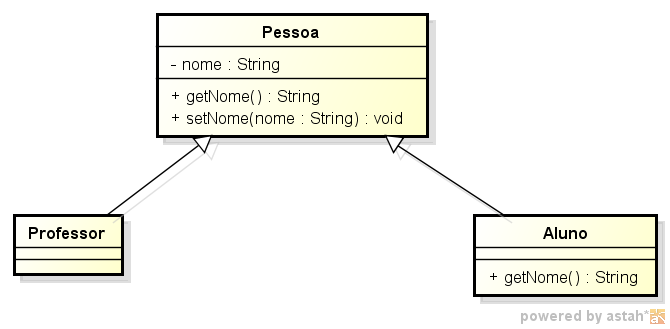 Pessoa
- nome : String
+ getNome() : String
+ setNome(nome : String) : void
Professor
Aluno
+ getNome() : String
powered by astah*